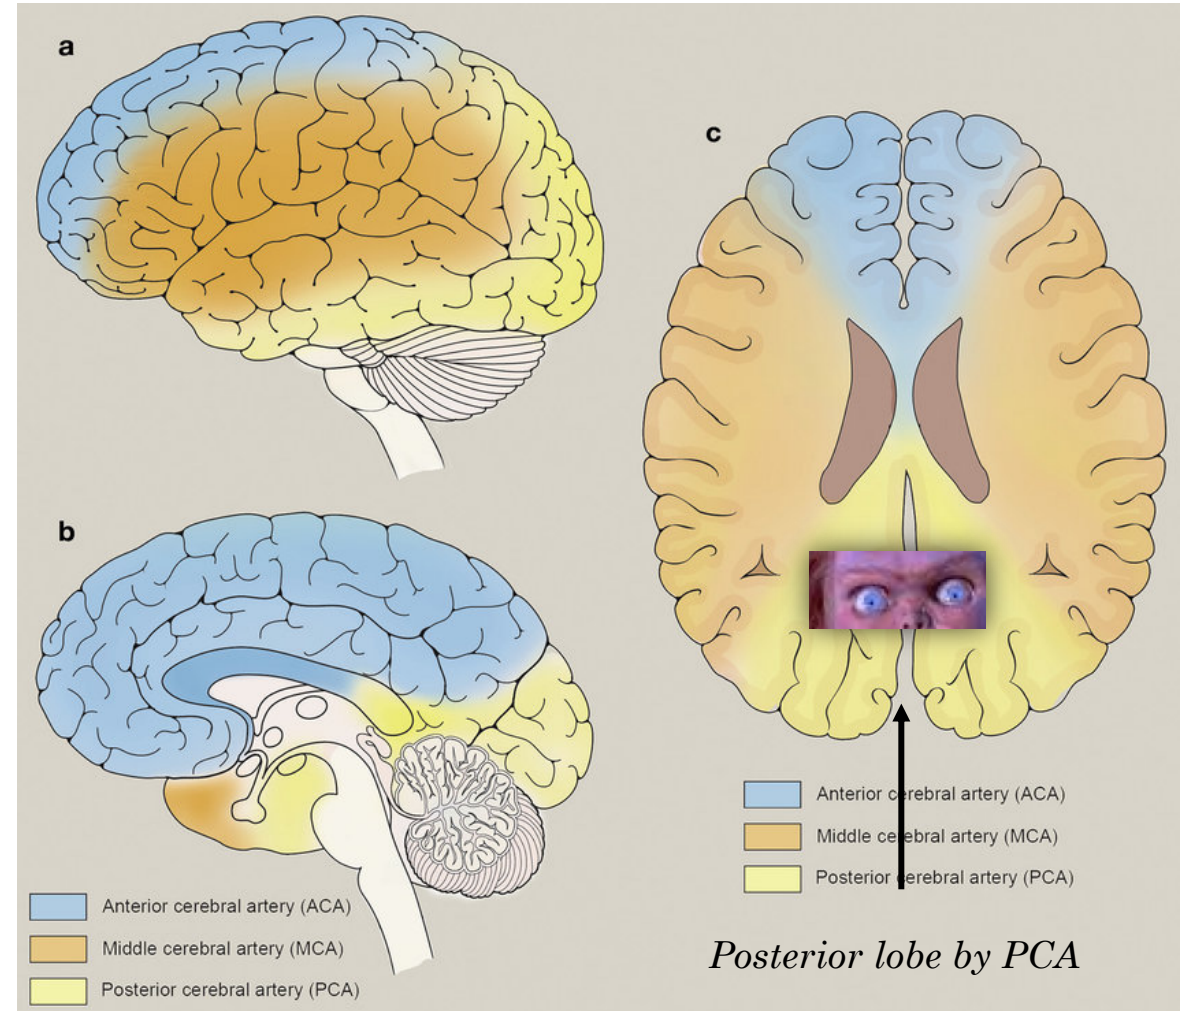 a
b
Anterior cerebral artery (ACA)
Middle cerebral artery (MCA)
Posterior cerebral artery (PCA)
c
Anterior cerebral artery (ACA)
Middle cerebral artery (MCA)
Posterior cerebral artery (PCA)
Posterior lobe by PCA